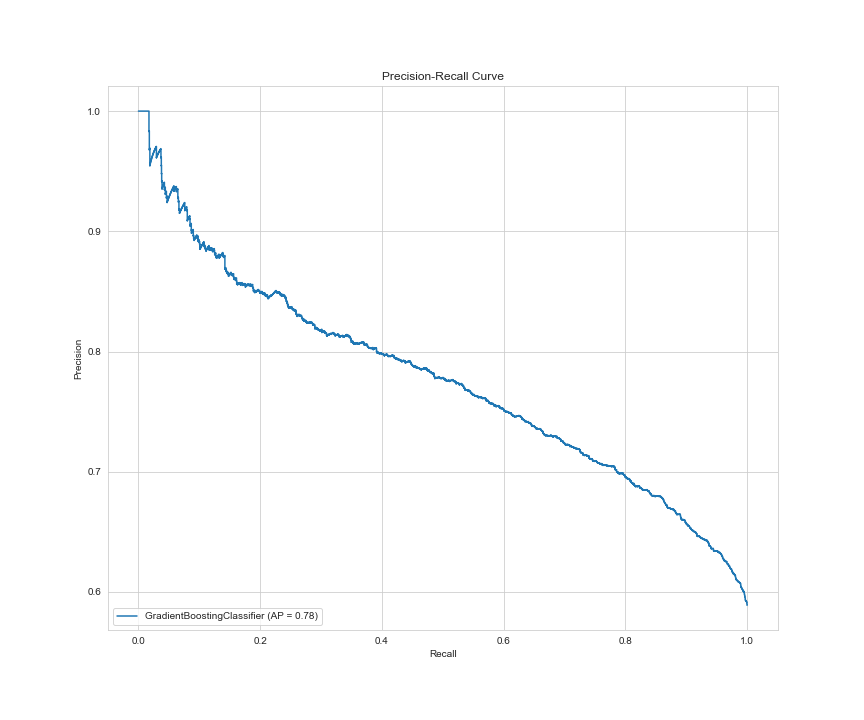 Precision-Recall Curve
1.0
0.9
0.8
0.7
0.6
Precision
GradientBoostingClassifier (AP = 0.78)
0.0 0.2 0.4 0.6 0.8 1.0
Recall